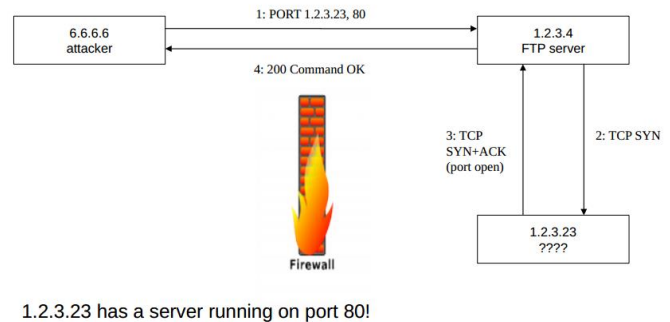 1: PORT 1.2.3.23, 80
6.6.6.6
attacker
1.2.3.4
FTP server
4: 200 Command OK
3: TCP
SYN+ACK
(port open)
2: TCP SYN
1.2.3.23
????
Firewall
1.2.3.23 has a server running on port 80!